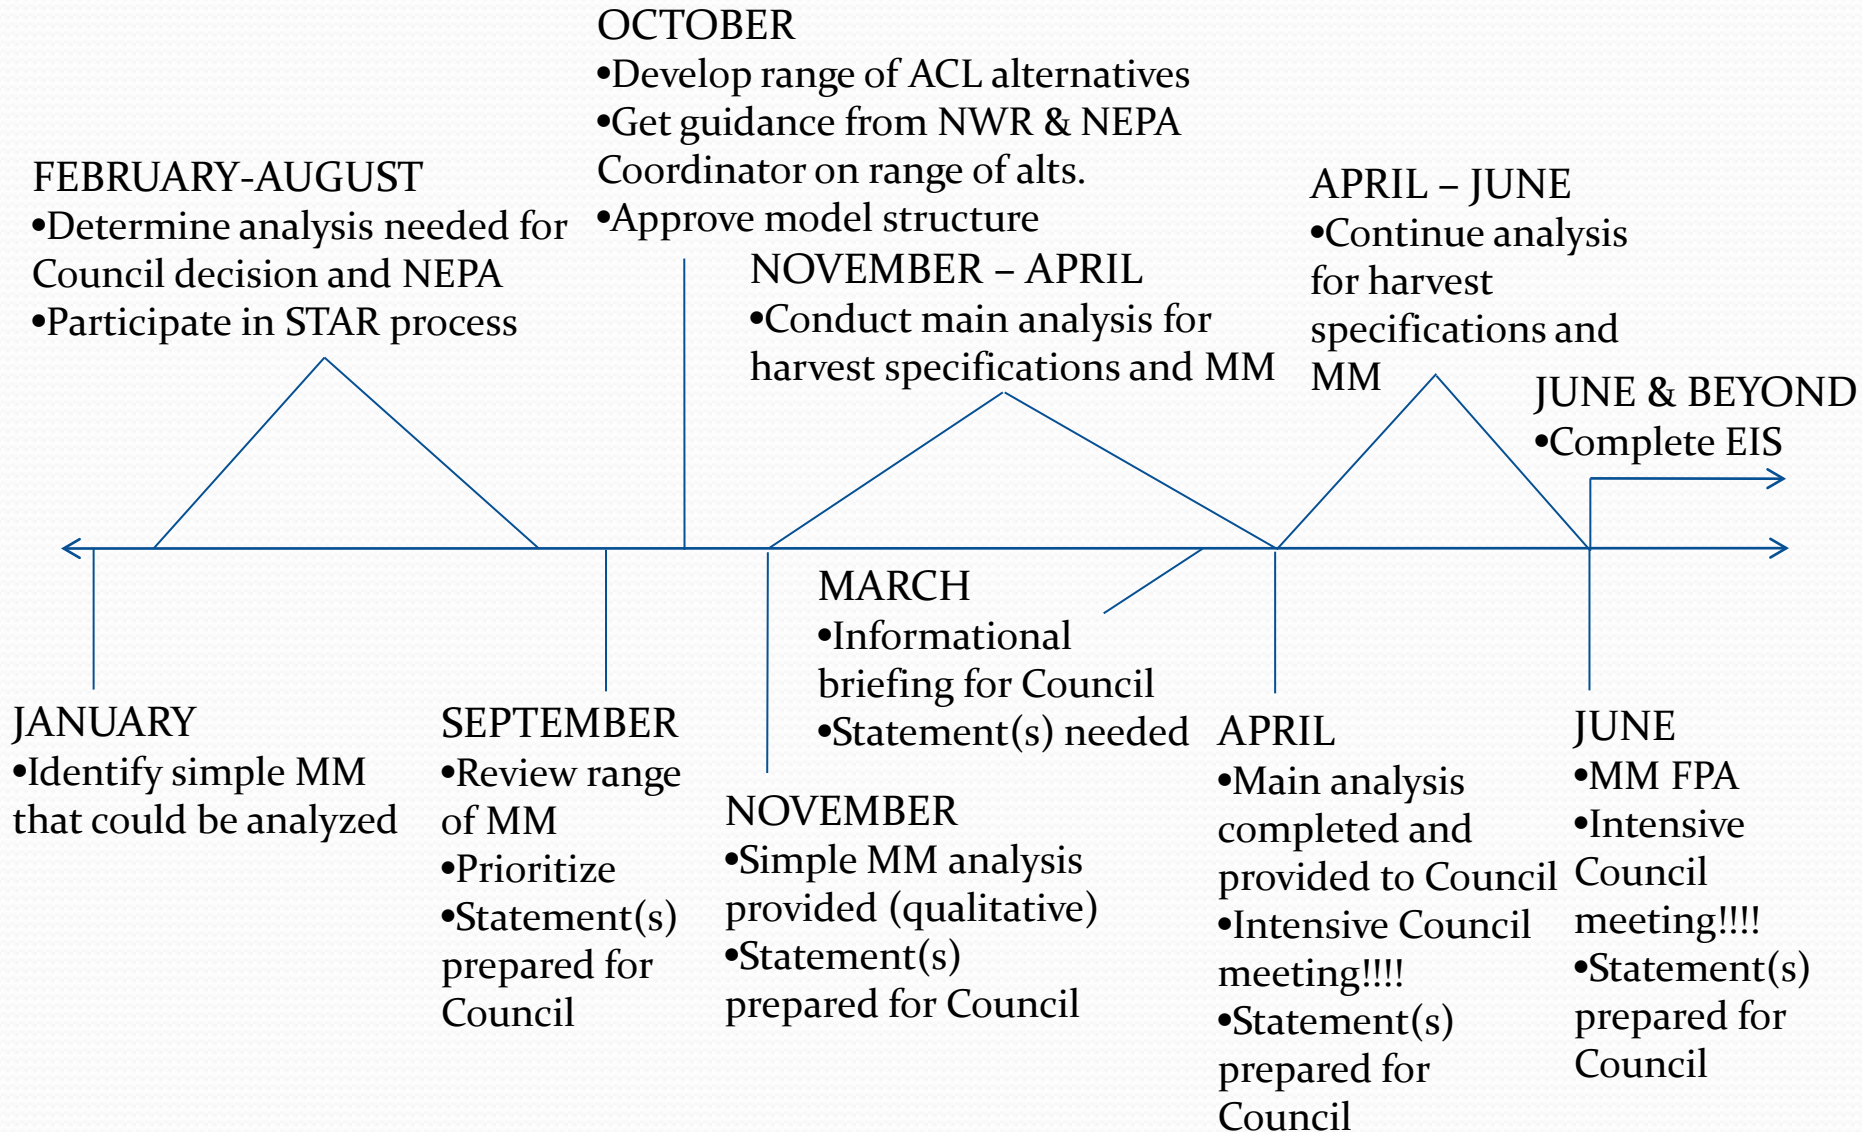 OCTOBER
•Develop range of ACL alternatives
•Get guidance from NWR & NEPA
Coordinator on range of alts.
•Approve model structure
FEBRUARY-AUGUST
•Determine analysis needed for
Council decision and NEPA
•Participate in STAR process
NOVEMBER – APRIL
•Conduct main analysis for
harvest specifications and MM
APRIL – JUNE
•Continue analysis
for harvest
specifications and
MM
JUNE & BEYOND
•Complete EIS
JANUARY
•Identify simple MM
that could be analyzed
SEPTEMBER
•Review range
of MM
•Prioritize
•Statement(s)
prepared for
Council
NOVEMBER
•Simple MM analysis
provided (qualitative)
•Statement(s)
prepared for Council
MARCH
•Informational
briefing for Council
•Statement(s) needed
APRIL
•Main analysis
completed and
provided to Council
•Intensive Council
meeting!!!!
•Statement(s)
prepared for
Council
JUNE
•MM FPA
•Intensive
Council
meeting!!!!
•Statement(s)
prepared for
Council